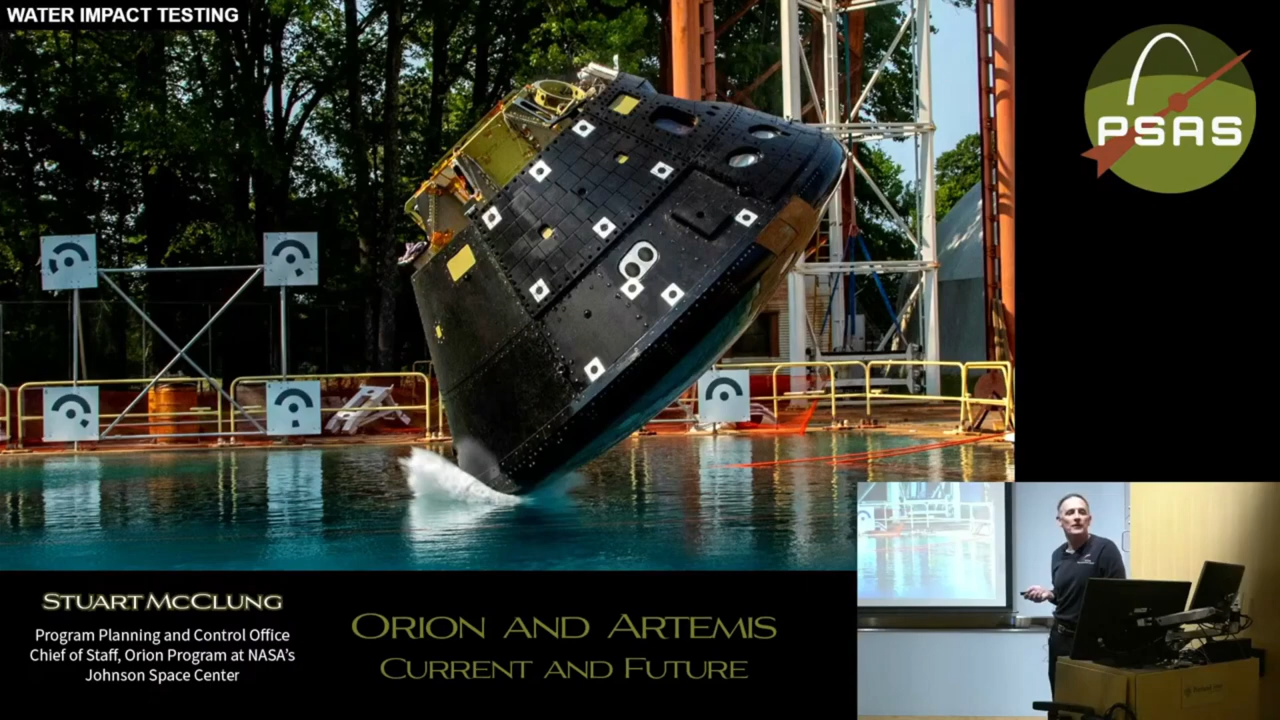 WATER IMPACT TESTING
PSAS
STUART MCCLUNG
Program Planning and Control Office
Chief of Staff, Orion Program at NASA's
Johnson Space Center
ORION AND ARTEMIS
CURRENT AND FUTURE